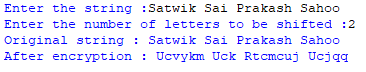 Enter the string :Satwik Sai Prakash Sahoo
Enter the number of letters to be shifted :2
Original string : Satwik Sai Prakash Sahoo
After encryption : Ucvykm Uck Rtcmcuj Ucjqq